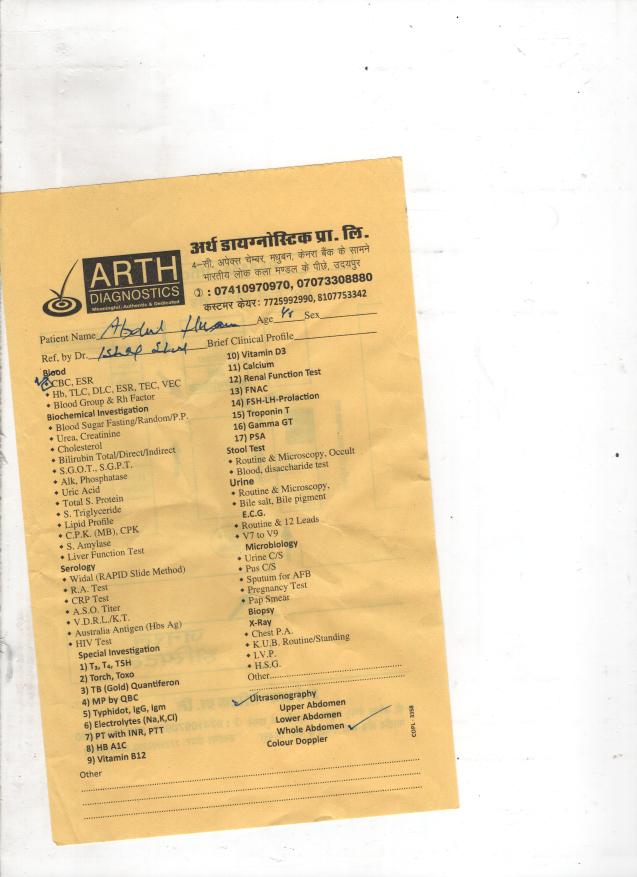 ARTH
DIAGNOSTICS
Meaningful, Authentic & Dedicated
अर्थ डायग्नोस्टिक प्रा. लि.
4-सी, अपेक्स चेम्बर, मधुबन, केनरा बैंक के सामने
भारतीय लोक कला मण्डल के पीछे, उदयपुर
: 07410970970, 07073308880
कस्टमर केयर: 7725992990, 8107753342
Patient Name Abdul Age Sex
Ref, by Dr. Brief Clinical Profile
Blood
CBC, ESR
Hb, TLC, DLC, ESR, TEC, VEC
Blood Group & Rh Factor
Biochemical Investigation
Blood Sugar Fasting/Random/P.P.
Urea, Creatinine
Cholesterol
Bilirubin Total/Direct/Indirect
S.G.O.T., S.G.P.T.
Alk, Phosphatase
Uric Acid
Total S. Protein
S. Triglyceride
Lipid Profile
C.P.K. (MB), CPK
S. Amylase
Liver Function Test
Serology
Widal (RAPID Slide Method)
R.A. Test
CRP Test
A.S.O. Titer
V.D.R.L./K.T.
Australia Antigen (Hbs Ag)
HIV Test
Special Investigation
1) T₃, T₄, TSH
2) Torch, Toxo
3) TB (Gold) Quantiferon
4) MP by QBC
5) Typhidot, IgG, Igm
6) Electrolytes (Na,K,Cl)
7) PT with INR, PTT
8) HB A1C
9) Vitamin B12
10) Vitamin D3
11) Calcium
12) Renal Function Test
13) FNAC
14) FSH-LH-Prolaction
15) Troponin T
16) Gamma GT
17) PSA
Stool Test
Routine & Microscopy, Occult
Blood, disaccharide test
Urine
Routine & Microscopy,
Bile salt, Bile pigment
E.C.G.
Routine & 12 Leads
V7 to V9
Microbiology
Urine C/S
Pus C/S
Sputum for AFB
Pregnancy Test
Pap Smear
Biopsy
X-Ray
Chest P.A.
K.U.B. Routine/Standing
I.V.P.
H.S.G.
Other
Ultrasonography
Upper Abdomen
Lower Abdomen
Whole Abdomen
Colour Doppler
Other